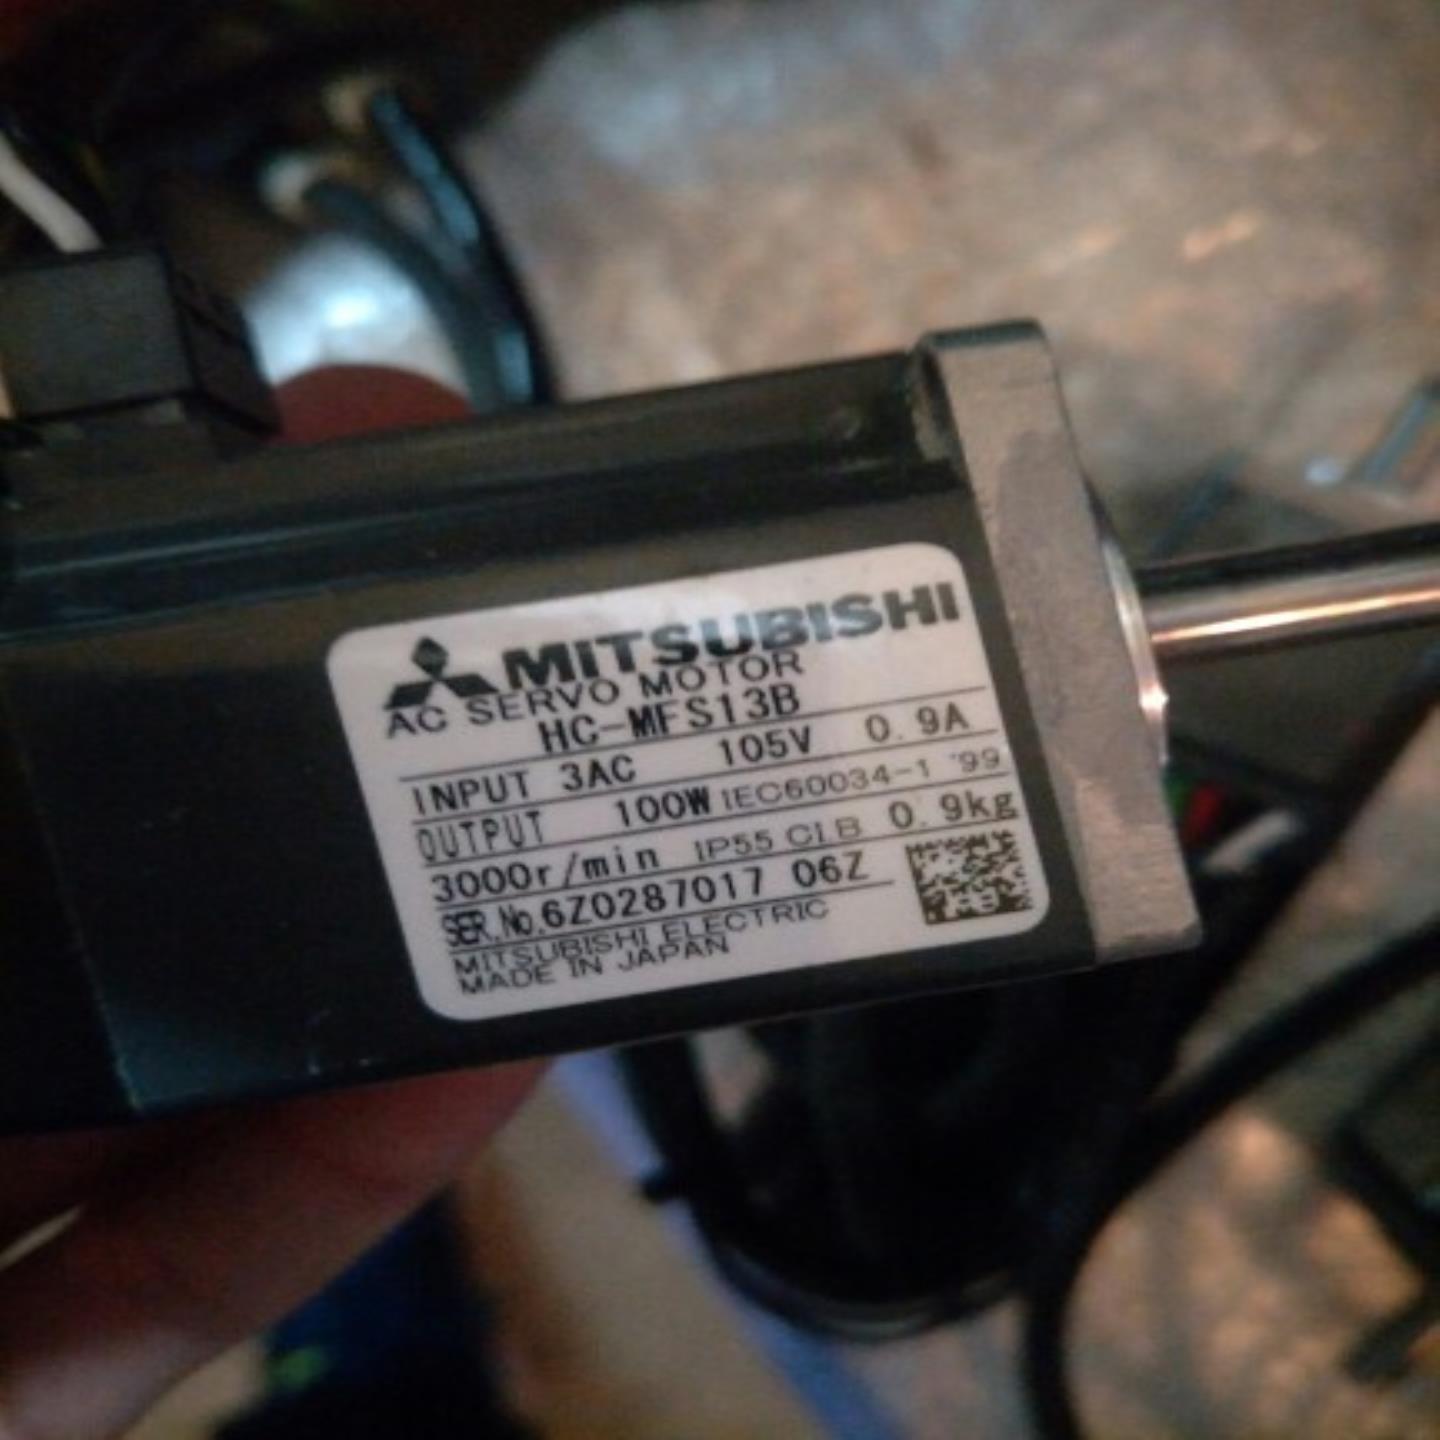 MITSUBISHI
AC SERVO MOTOR
HC-MFS13B
INPUT 3AC 105V 0.9A
OUTPUT 100W IEC60034-1 '99
3000r/min IP55 CI.B 0.9kg
SER.No.6Z0287017 06Z
MITSUBISHI ELECTRIC
MADE IN JAPAN